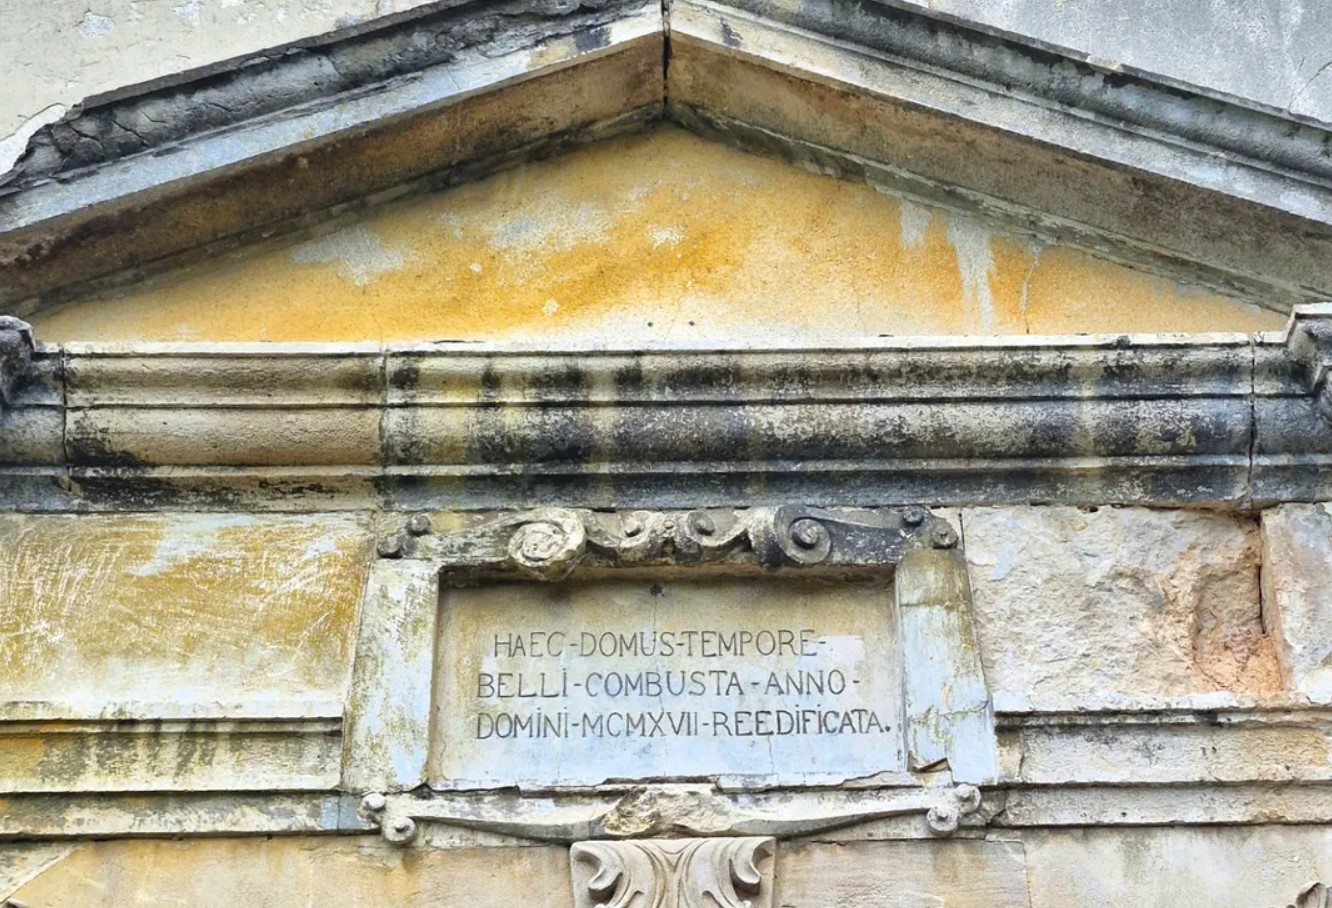 HAEC-DOMUS-TEMPORE-
BELLI-COMBUSTA-ANNO-
DOMINI-MCMXVII-REEDIFICATA.